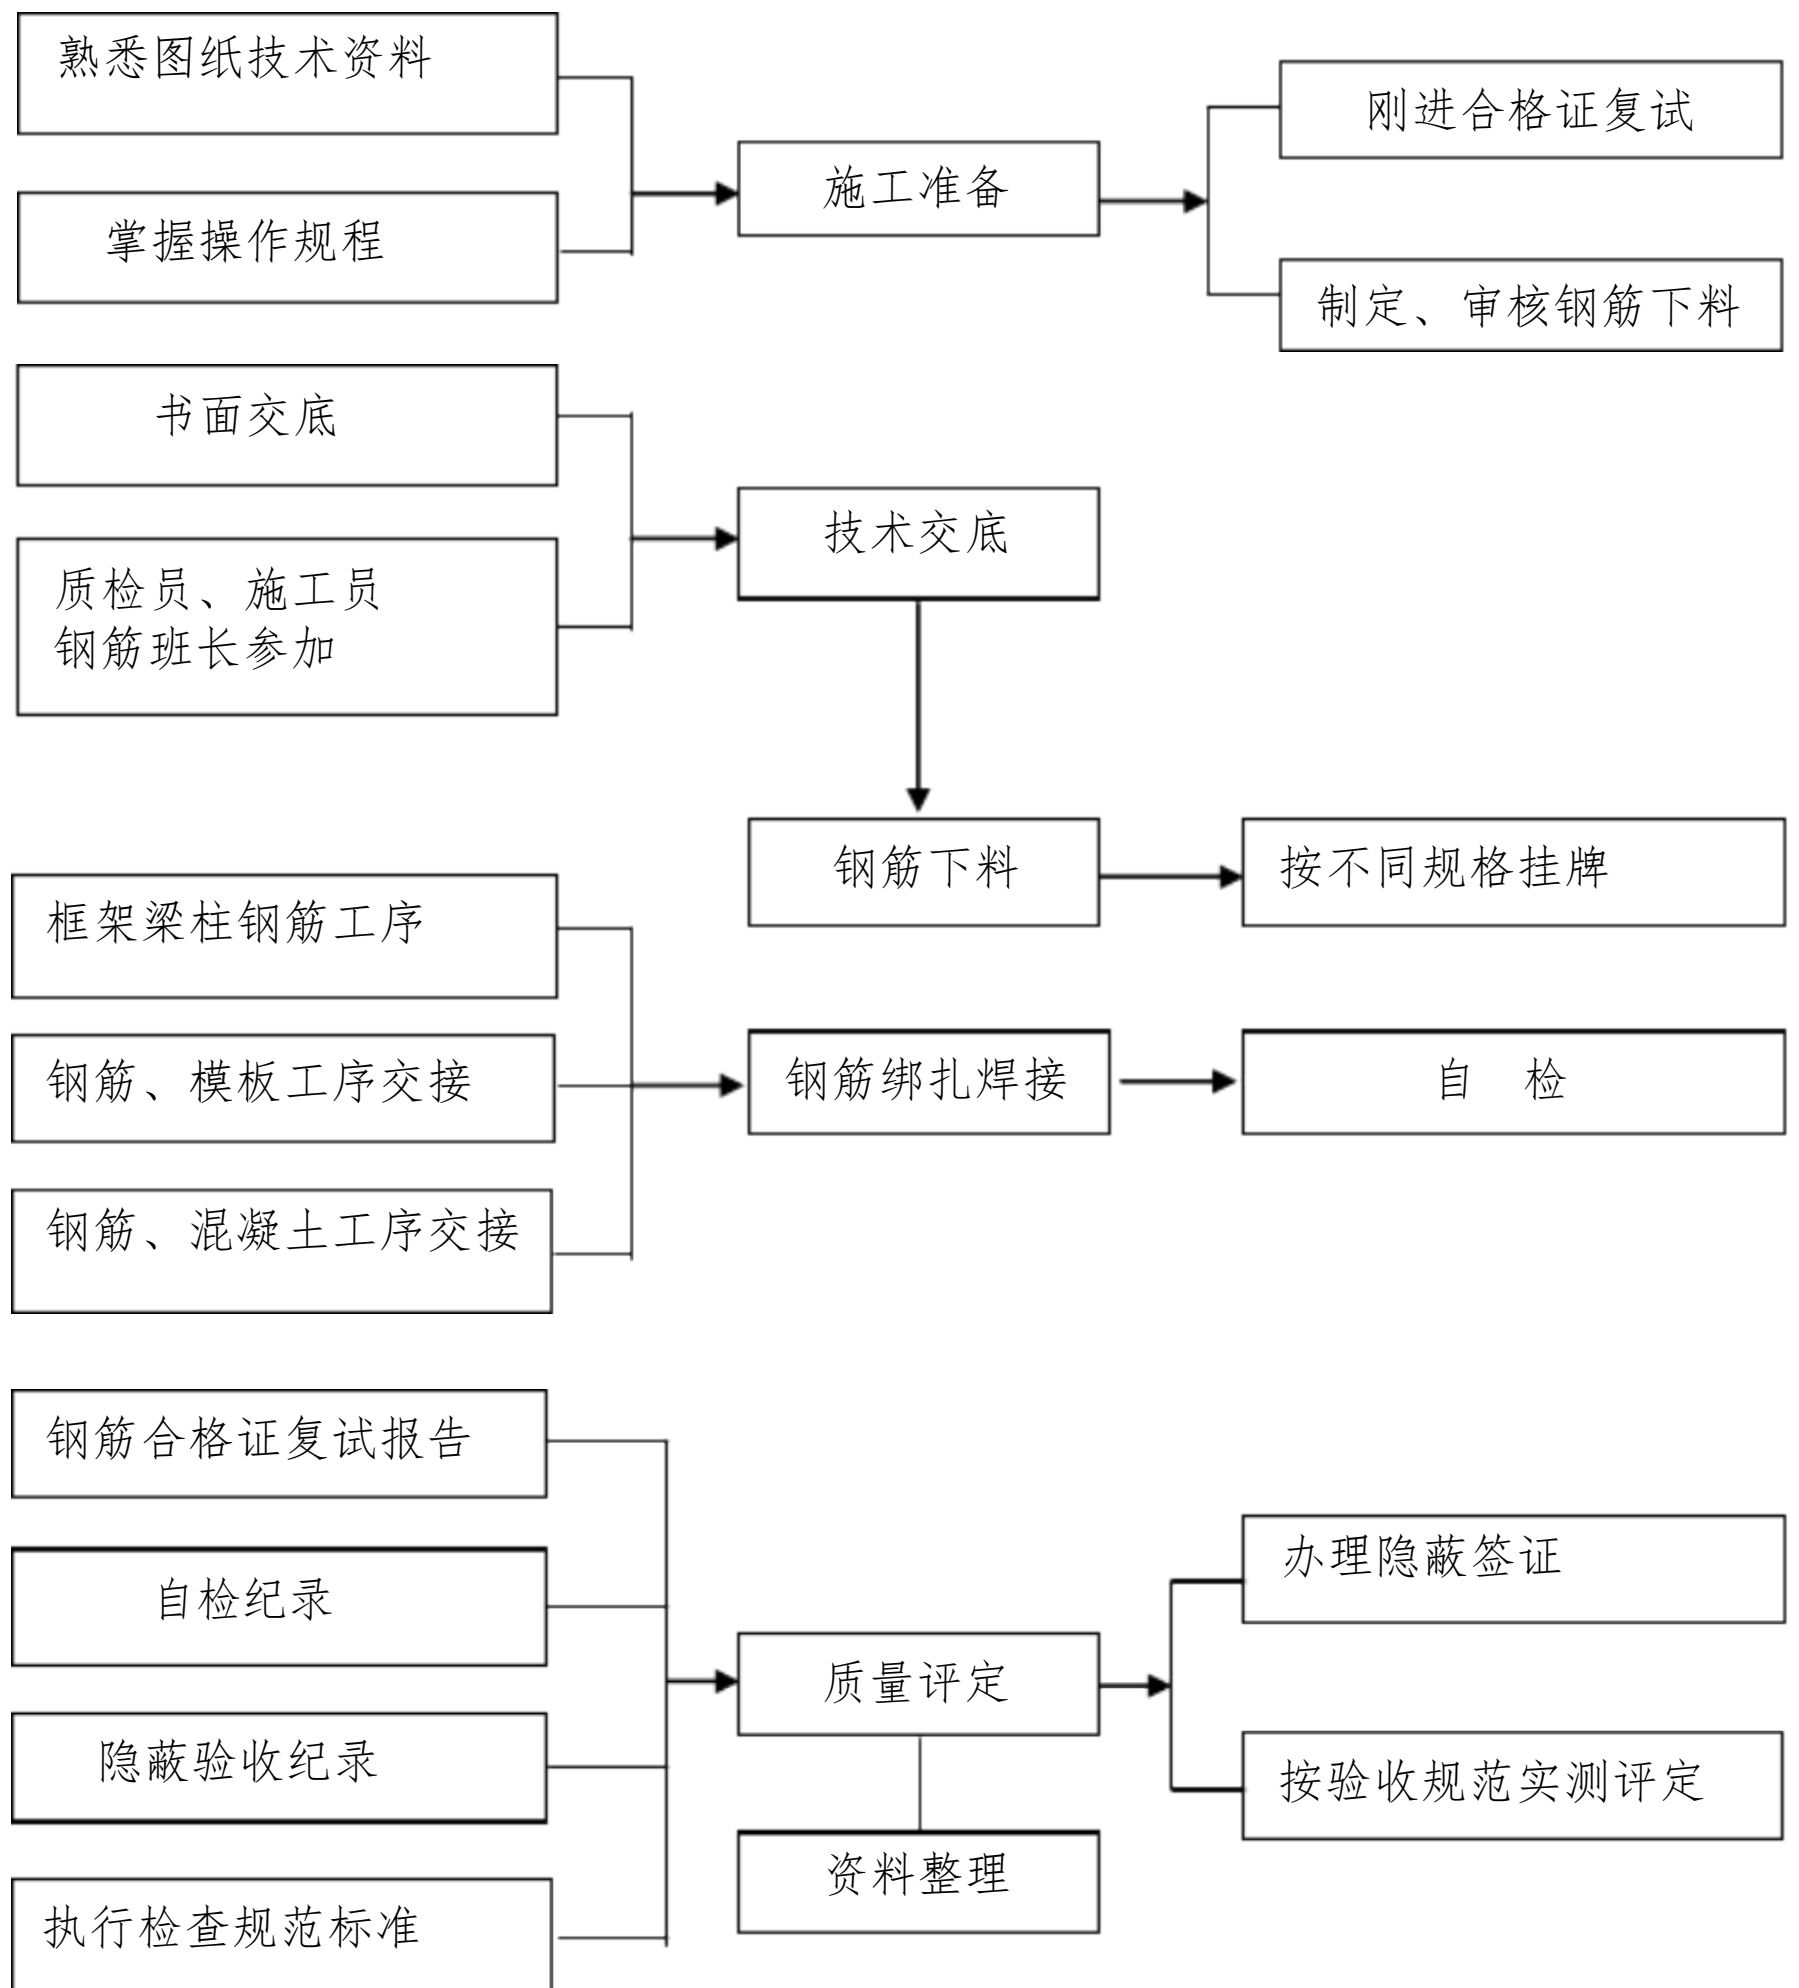 熟悉图纸技术资料
刚进合格证复试
施工准备
掌握操作规程
制定、审核钢筋下料
书面交底
技术交底
质检员、施工员
钢筋班长参加
钢筋下料
按不同规格挂牌
框架梁柱钢筋工序
钢筋、模板工序交接
钢筋绑扎焊接
自 检
钢筋、混凝土工序交接
钢筋合格证复试报告
办理隐蔽签证
自检纪录
质量评定
隐蔽验收纪录
按验收规范实测评定
资料整理
执行检查规范标准